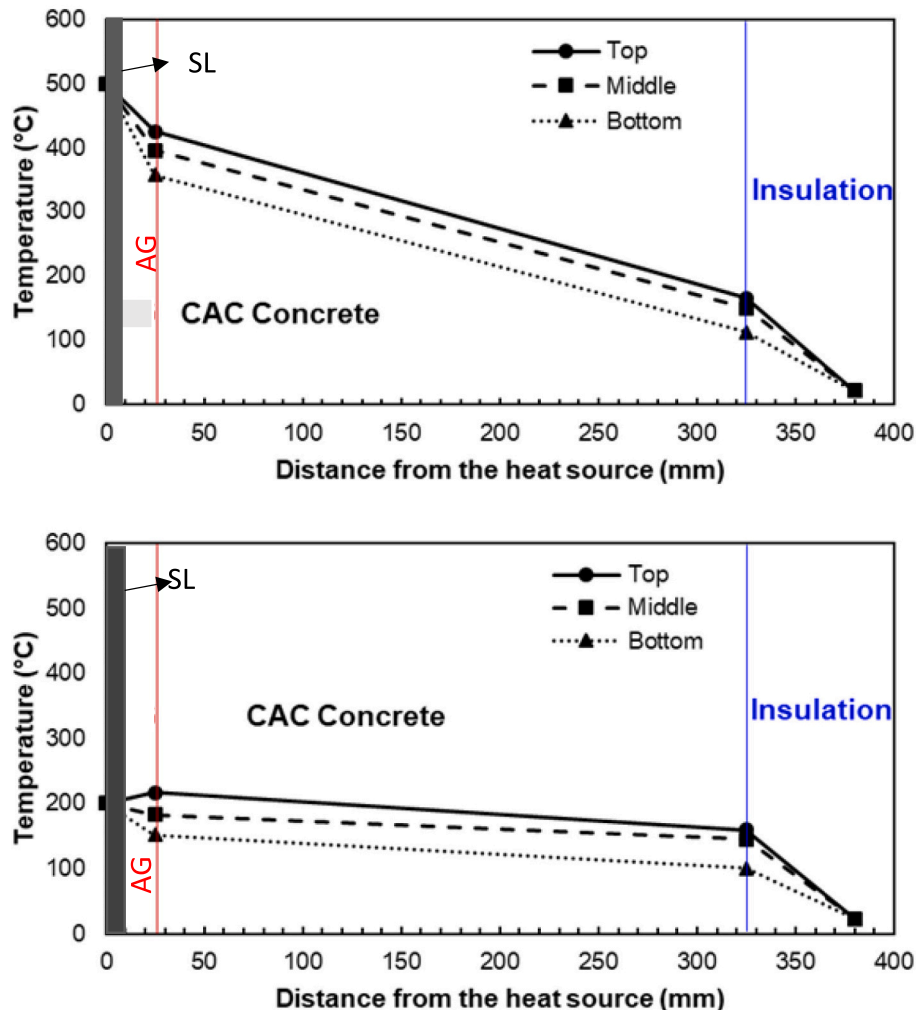 600
SL
Top
500
Middle
Bottom
400
Temperature (°C)
300
Insulation
AG
200
CAC Concrete
100
0
0 50 100 150 200 250 300 350 400
Distance from the heat source (mm)
600
SL
Top
500
Middle
Bottom
400
Temperature (°C)
CAC Concrete
Insulation
300
200
AG
100
0
0 50 100 150 200 250 300 350 400
Distance from the heat source (mm)